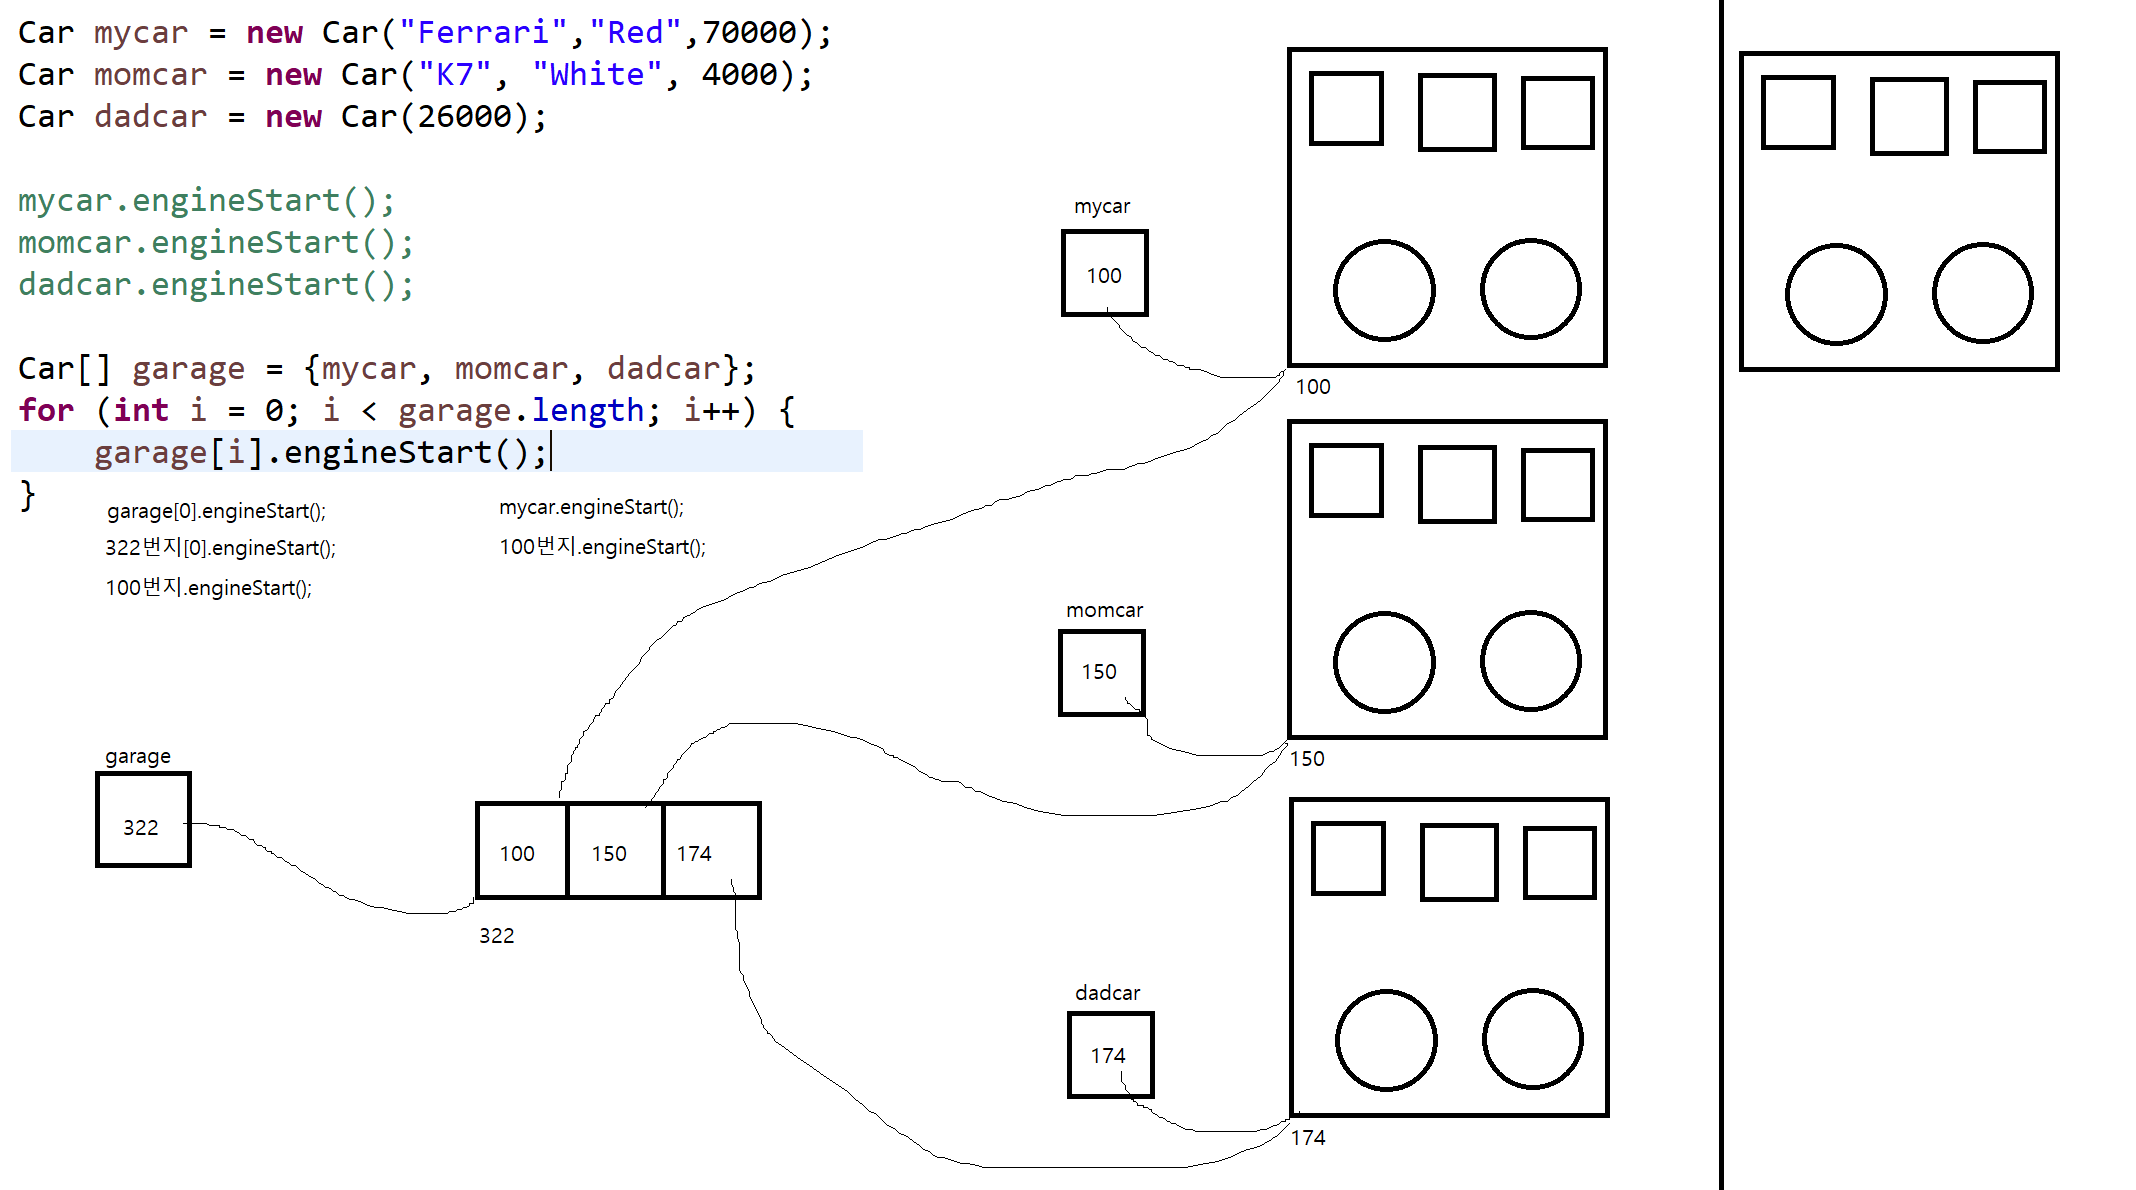 Car mycar = new Car("Ferrari","Red",70000);
Car momcar = new Car("K7", "White", 4000);
Car dadcar = new Car(26000);
mycar.engineStart();
momcar.engineStart();
dadcar.engineStart();
Car[] garage = {mycar, momcar, dadcar};
for (int i = 0; i < garage.length; i++) {
    garage[i].engineStart();
}
garage[0].engineStart();
322번지[0].engineStart();
100번지.engineStart();
mycar.engineStart();
100번지.engineStart();
mycar
100
100
momcar
150
150
garage
322
100 150 174
322
dadcar
174
174